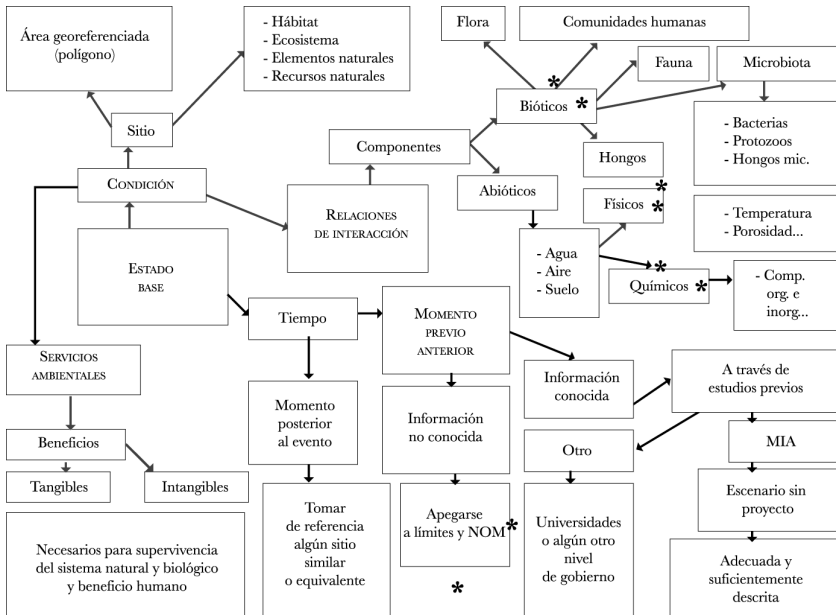 Área georeferenciada
(polígono)
- Hábitat
- Ecosistema
- Elementos naturales
- Recursos naturales
Flora
Comunidades humanas
*
Fauna
Microbiota
Bióticos *
Sitio
Componentes
- Bacterias
- Protozoos
- Hongos mic.
Hongos
Condición
Abióticos
*
Físicos *
Relaciones
de interacción
- Temperatura
- Porosidad...
Estado
base
- Agua
- Aire
- Suelo
*
Químicos *
- Comp.
org. e
inorg...
Tiempo
Momento
previo
anterior
Servicios
ambientales
Información
conocida
A través de
estudios previos
Momento
posterior
al evento
Información
no conocida
Beneficios
Otro
MIA
Tangibles
Intangibles
Escenario sin
proyecto
Tomar
de referencia
algún sitio
similar
o equivalente
Apegarse
a límites y NOM *
*
Universidades
o algún otro
nivel
de gobierno
Necesarios para supervivencia
del sistema natural y biológico
y beneficio humano
Adecuada y
suficientemente
descrita